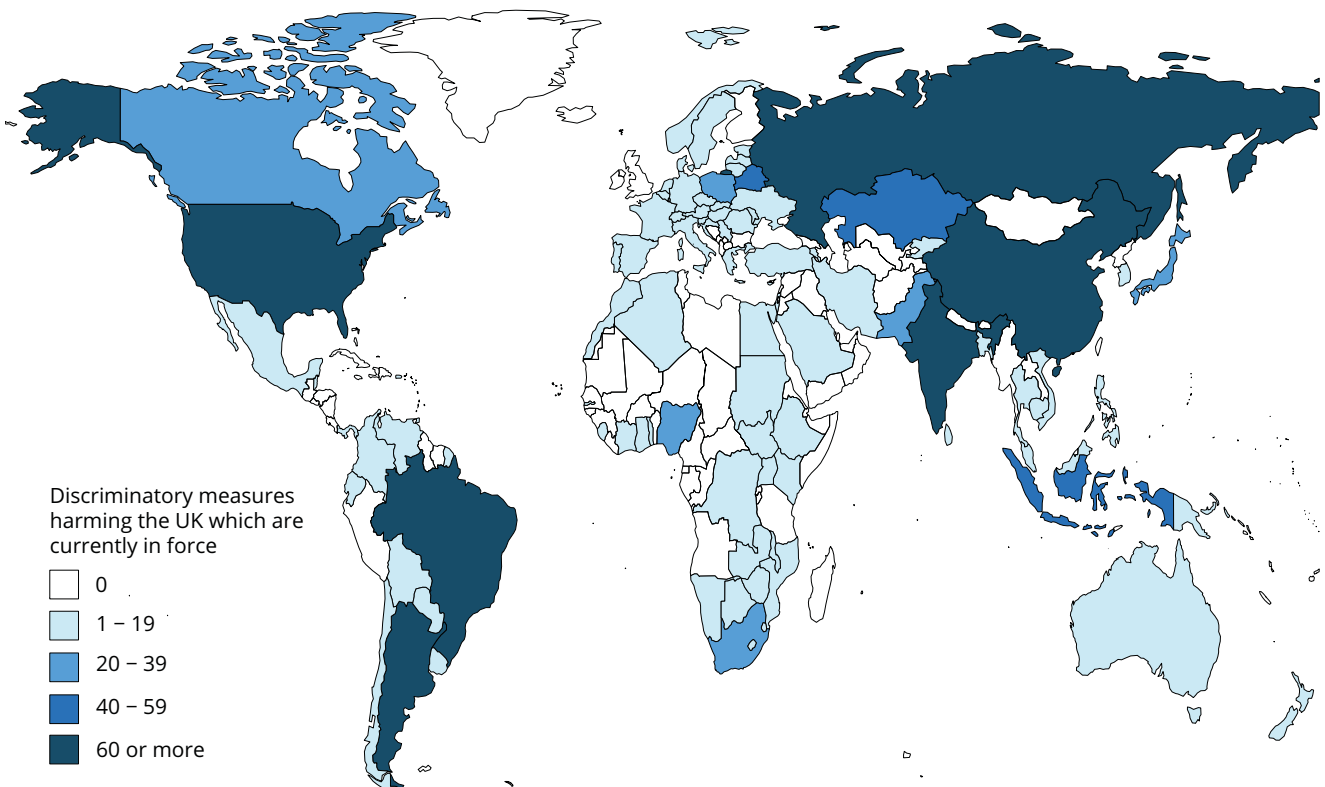 Discriminatory measures
harming the UK which are
currently in force
0
1 − 19
20 − 39
40 − 59
60 or more